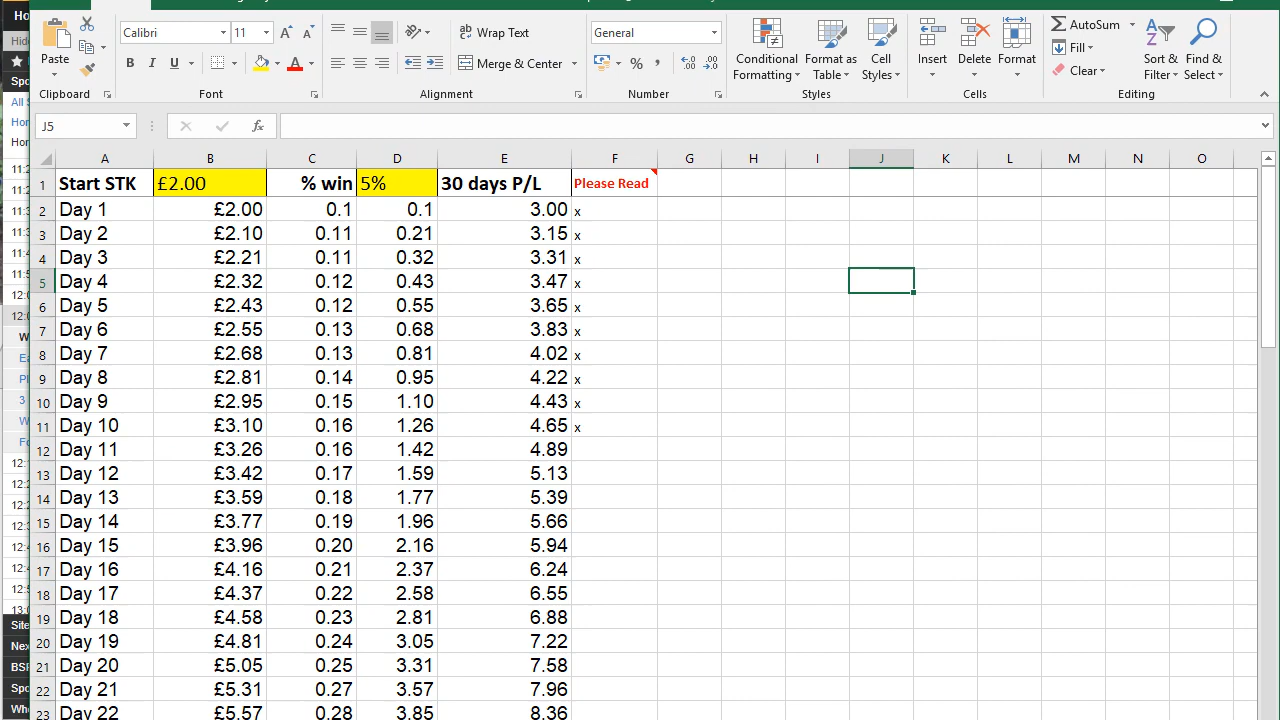 Calibri 11 Wrap Text General AutoSum
Fill
Paste B I U A Merge & Center % , Conditional Format as Cell Insert Delete Format Clear Sort & Find &
Formatting Table Styles Filter Select
Clipboard Font Alignment Number Styles Cells Editing
J5 fx
A B C D E F G H I J K L M N O
1 Start STK £2.00 % win 5% 30 days P/L Please Read
2 Day 1 £2.00 0.1 0.1 3.00 x
3 Day 2 £2.10 0.11 0.21 3.15 x
4 Day 3 £2.21 0.11 0.32 3.31 x
5 Day 4 £2.32 0.12 0.43 3.47 x
6 Day 5 £2.43 0.12 0.55 3.65 x
7 Day 6 £2.55 0.13 0.68 3.83 x
8 Day 7 £2.68 0.13 0.81 4.02 x
9 Day 8 £2.81 0.14 0.95 4.22 x
10 Day 9 £2.95 0.15 1.10 4.43 x
11 Day 10 £3.10 0.16 1.26 4.65 x
12 Day 11 £3.26 0.16 1.42 4.89
13 Day 12 £3.42 0.17 1.59 5.13
14 Day 13 £3.59 0.18 1.77 5.39
15 Day 14 £3.77 0.19 1.96 5.66
16 Day 15 £3.96 0.20 2.16 5.94
17 Day 16 £4.16 0.21 2.37 6.24
18 Day 17 £4.37 0.22 2.58 6.55
19 Day 18 £4.58 0.23 2.81 6.88
20 Day 19 £4.81 0.24 3.05 7.22
21 Day 20 £5.05 0.25 3.31 7.58
22 Day 21 £5.31 0.27 3.57 7.96
23 Day 22 £5.57 0.28 3.85 8.36